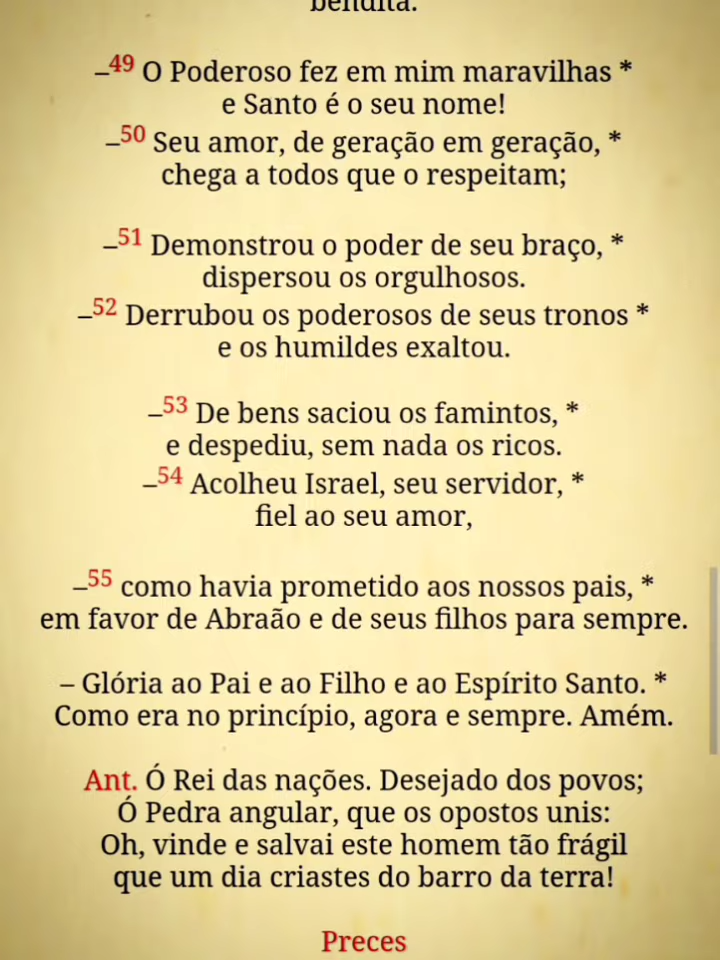 bendita.
–49 O Poderoso fez em mim maravilhas *
e Santo é o seu nome!
–50 Seu amor, de geração em geração, *
chega a todos que o respeitam;
–51 Demonstrou o poder de seu braço, *
dispersou os orgulhosos.
–52 Derrubou os poderosos de seus tronos *
e os humildes exaltou.
–53 De bens saciou os famintos, *
e despediu, sem nada os ricos.
–54 Acolheu Israel, seu servidor, *
fiel ao seu amor,
–55 como havia prometido aos nossos pais, *
em favor de Abraão e de seus filhos para sempre.
– Glória ao Pai e ao Filho e ao Espírito Santo. *
Como era no princípio, agora e sempre. Amém.
Ant. Ó Rei das nações. Desejado dos povos;
Ó Pedra angular, que os opostos unis:
Oh, vinde e salvai este homem tão frágil
que um dia criastes do barro da terra!
Preces